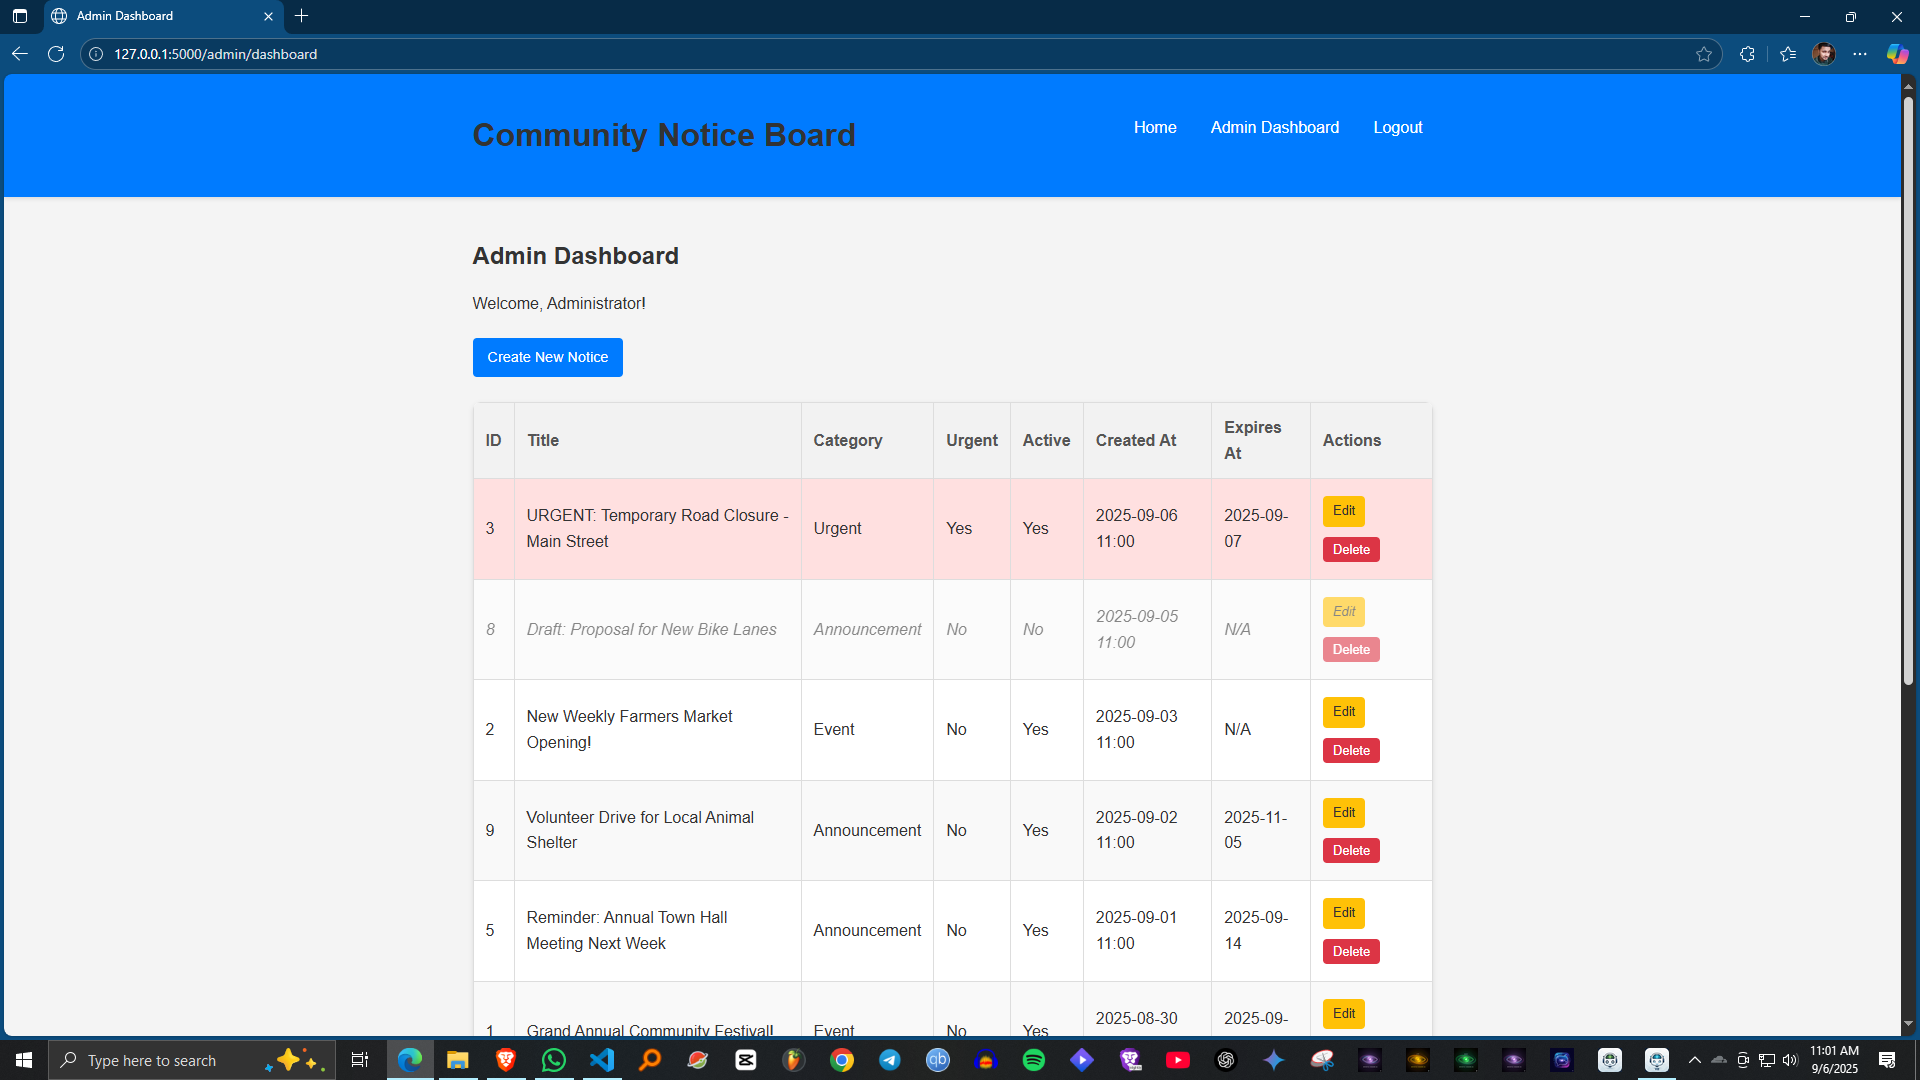 Admin Dashboard
127.0.0.1:5000/admin/dashboard
Community Notice Board
Home
Admin Dashboard
Logout
Admin Dashboard
Welcome, Administrator!
Create New Notice
ID
Title
Category
Urgent
Active
Created At
Expires
At
Actions
3
URGENT: Temporary Road Closure -
Main Street
Urgent
Yes
Yes
2025-09-06
11:00
2025-09-
07
Edit
Delete
8
Draft: Proposal for New Bike Lanes
Announcement
No
No
2025-09-05
11:00
N/A
Edit
Delete
2
New Weekly Farmers Market
Opening!
Event
No
Yes
2025-09-03
11:00
N/A
Edit
Delete
9
Volunteer Drive for Local Animal
Shelter
Announcement
No
Yes
2025-09-02
11:00
2025-11-
05
Edit
Delete
5
Reminder: Annual Town Hall
Meeting Next Week
Announcement
No
Yes
2025-09-01
11:00
2025-09-
14
Edit
Delete
1
Grand Annual Community Festival!
Event
No
Yes
2025-08-30
2025-09-
Edit
Type here to search
qb
11:01 AM
9/6/2025